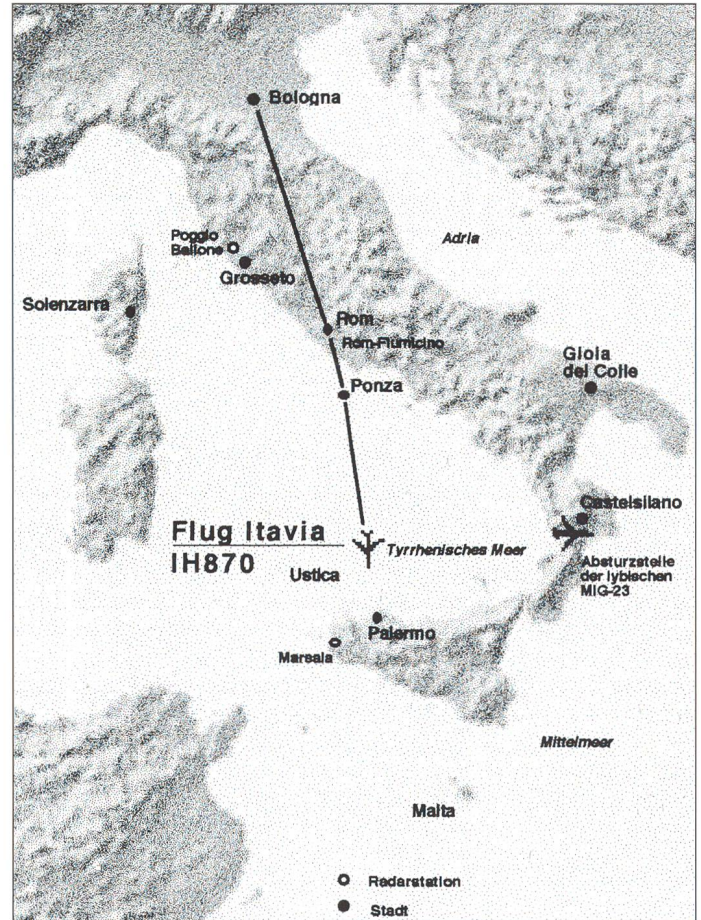 Bologna
Adria
Poggio
Ballone
Grosseto
Solenzarra
Rom
Rom-Fiumicino
Gioia
del Colle
Ponza
Castelsilano
Flug Itavia
IH870
Tyrrhenisches Meer
Ustica
Absturzstelle
der lybischen
MIG-23
Palermo
Marsala
Mittelmeer
Malta
Radarstation
Stadt